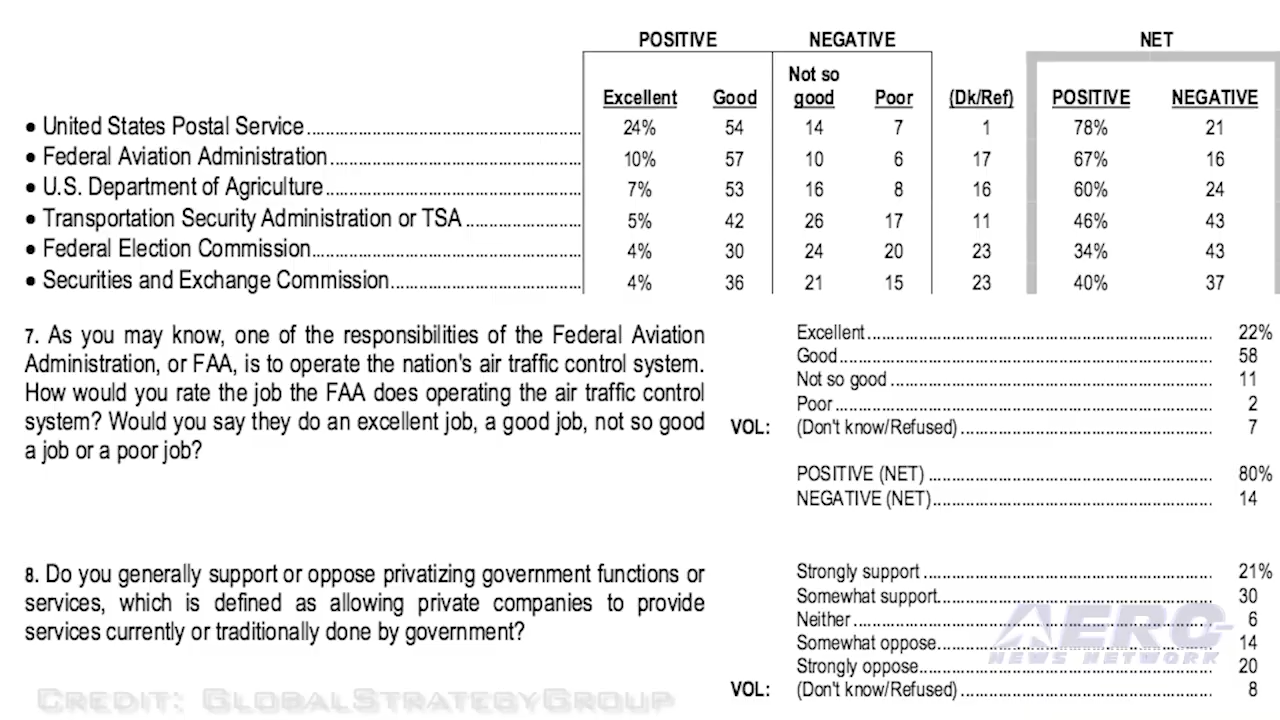 POSITIVE NEGATIVE NET
Not so
Excellent Good good Poor (Dk/Ref) POSITIVE NEGATIVE
• United States Postal Service 24% 54 14 7 1 78% 21
• Federal Aviation Administration 10% 57 10 6 17 67% 16
• U.S. Department of Agriculture 7% 53 16 8 16 60% 24
• Transportation Security Administration or TSA 5% 42 26 17 11 46% 43
• Federal Election Commission 4% 30 24 20 23 34% 43
• Securities and Exchange Commission 4% 36 21 15 23 40% 37
7. As you may know, one of the responsibilities of the Federal Aviation
Administration, or FAA, is to operate the nation's air traffic control system.
How would you rate the job the FAA does operating the air traffic control
system? Would you say they do an excellent job, a good job, not so good
a job or a poor job?
Excellent 22%
Good 58
Not so good 11
Poor 2
VOL: (Don't know/Refused) 7
POSITIVE (NET) 80%
NEGATIVE (NET) 14
8. Do you generally support or oppose privatizing government functions or
services, which is defined as allowing private companies to provide
services currently or traditionally done by government?
Strongly support 21%
Somewhat support 30
Neither 6
Somewhat oppose 14
Strongly oppose 20
VOL: (Don't know/Refused) 8
AERO
NEWS NETWORK
Credit: GlobalStrategyGroup